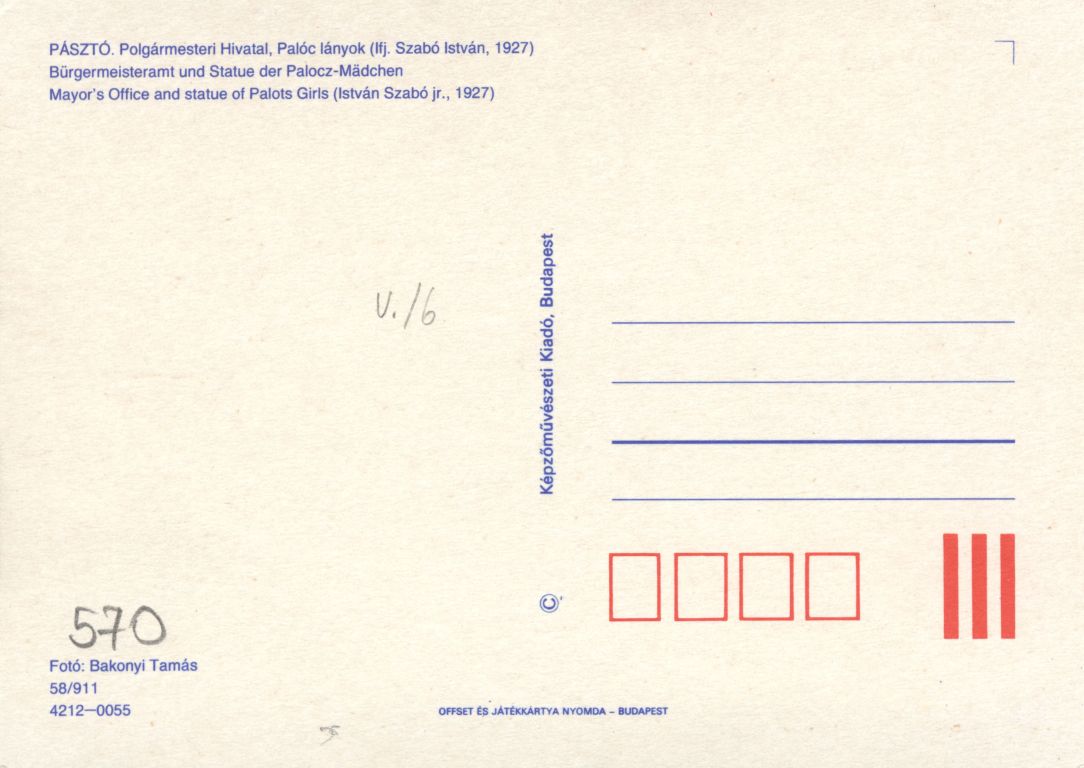 PÁSZTÓ. Polgármesteri Hivatal, Palóc lányok (Ifj. Szabó István, 1927)
Bürgermeisteramt und Statue der Palocz-Mädchen
Mayor's Office and statue of Palots Girls (István Szabó jr., 1927)
V./6
Képzőművészeti Kiadó, Budapest
©
570
Fotó: Bakonyi Tamás
58/911
4212—0055
OFFSET ÉS JÁTÉKKÁRTYA NYOMDA – BUDAPEST